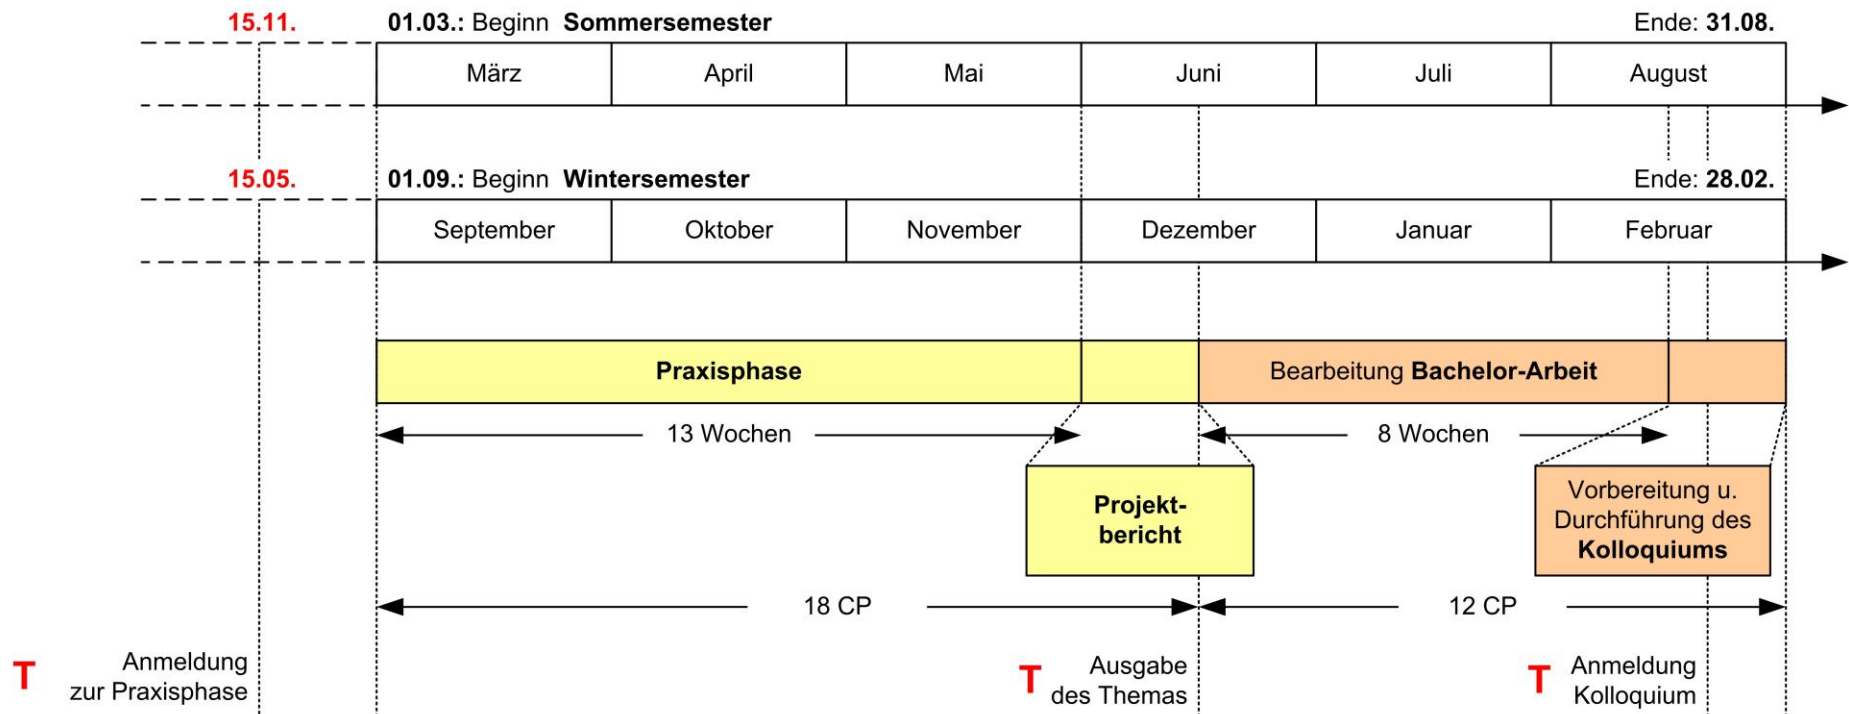 15.11. 01.03.: Beginn Sommersemester Ende: 31.08.
März April Mai Juni Juli August
15.05. 01.09.: Beginn Wintersemester Ende: 28.02.
September Oktober November Dezember Januar Februar
Praxisphase Bearbeitung Bachelor-Arbeit
13 Wochen 8 Wochen
Projekt-
bericht
Vorbereitung u.
Durchführung des
Kolloquiums
18 CP 12 CP
T Anmeldung
zur Praxisphase
T Ausgabe
des Themas
T Anmeldung
Kolloquium